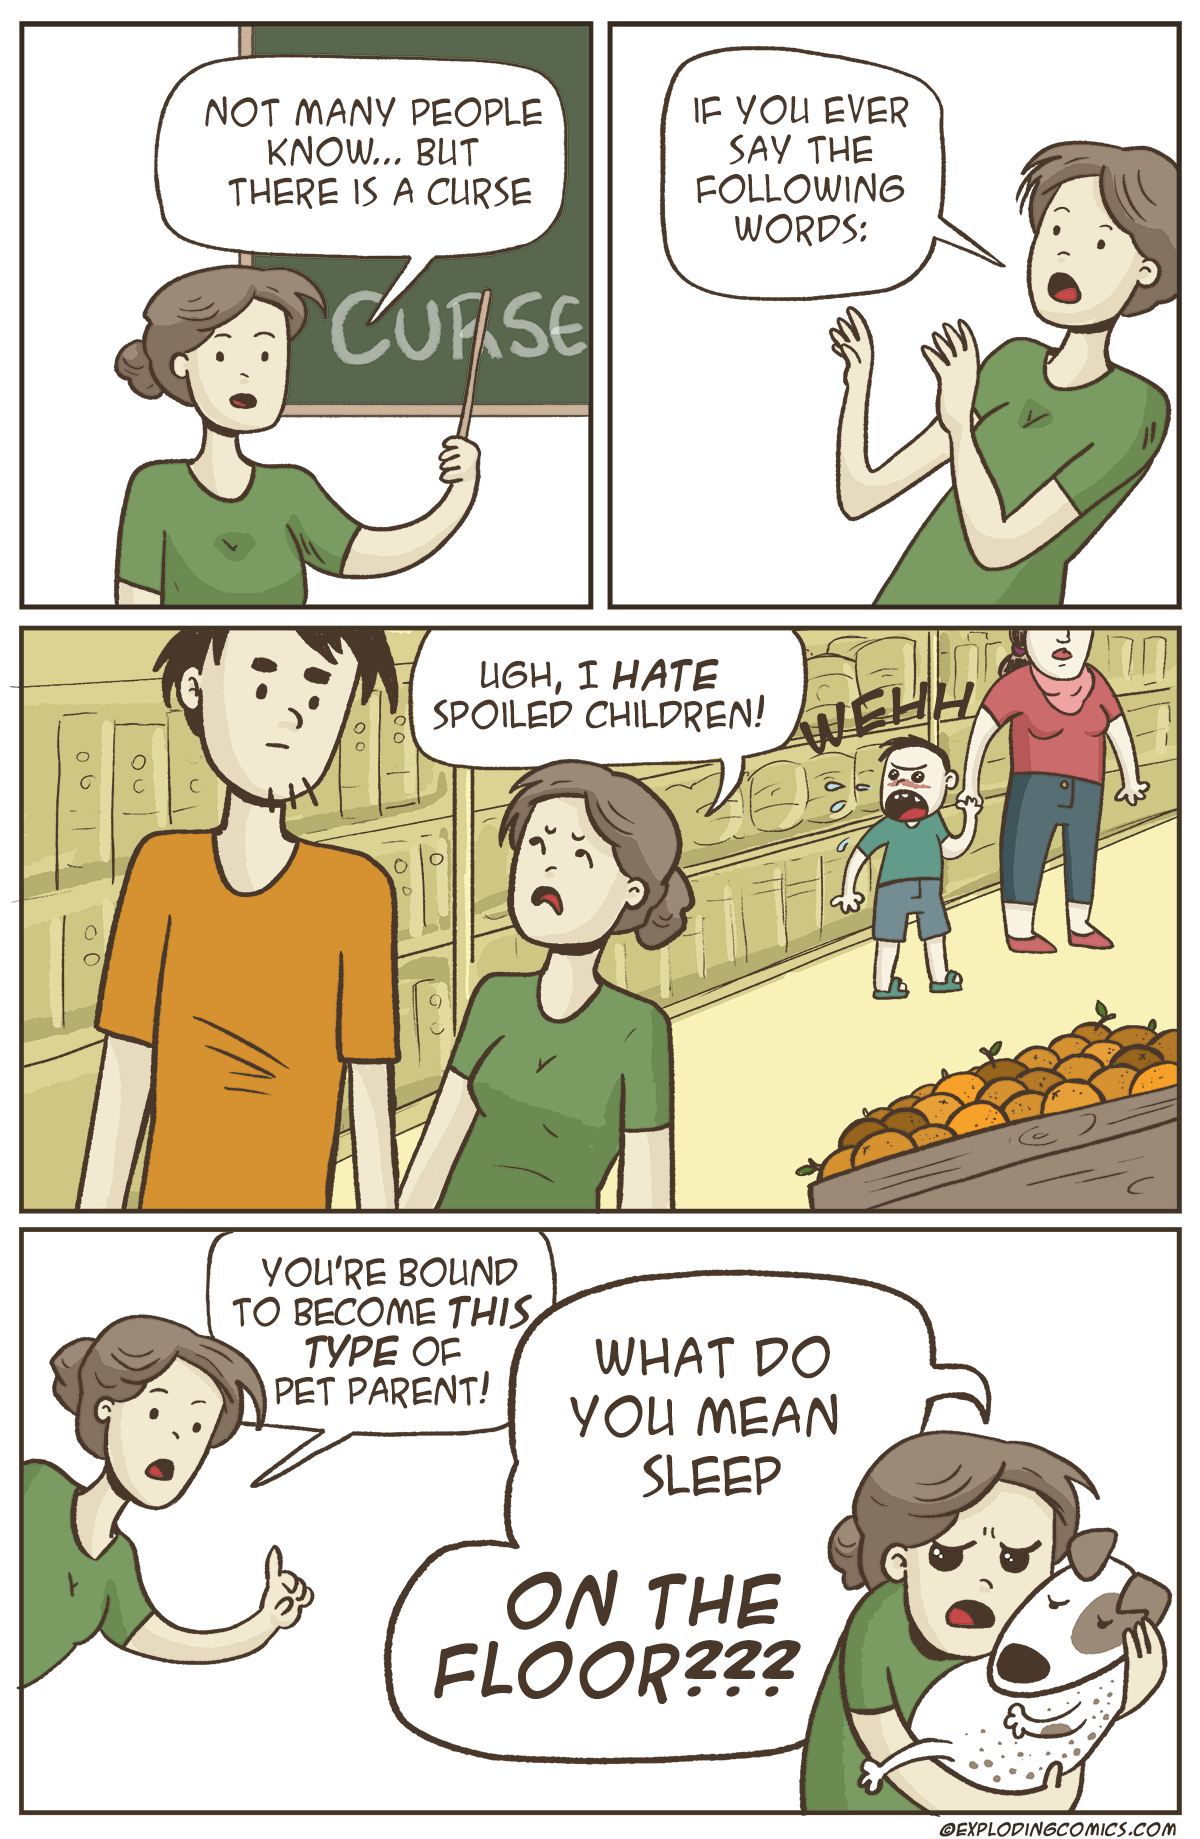 NOT MANY PEOPLE
KNOW... BUT
THERE IS A CURSE
CURSE
IF YOU EVER
SAY THE
FOLLOWING
WORDS:
UGH, I HATE
SPOILED CHILDREN!
WEHH
YOU'RE BOUND
TO BECOME THIS
TYPE OF
PET PARENT!
WHAT DO
YOU MEAN
SLEEP
ON THE
FLOOR???
©EXPLODINGCOMICS.COM